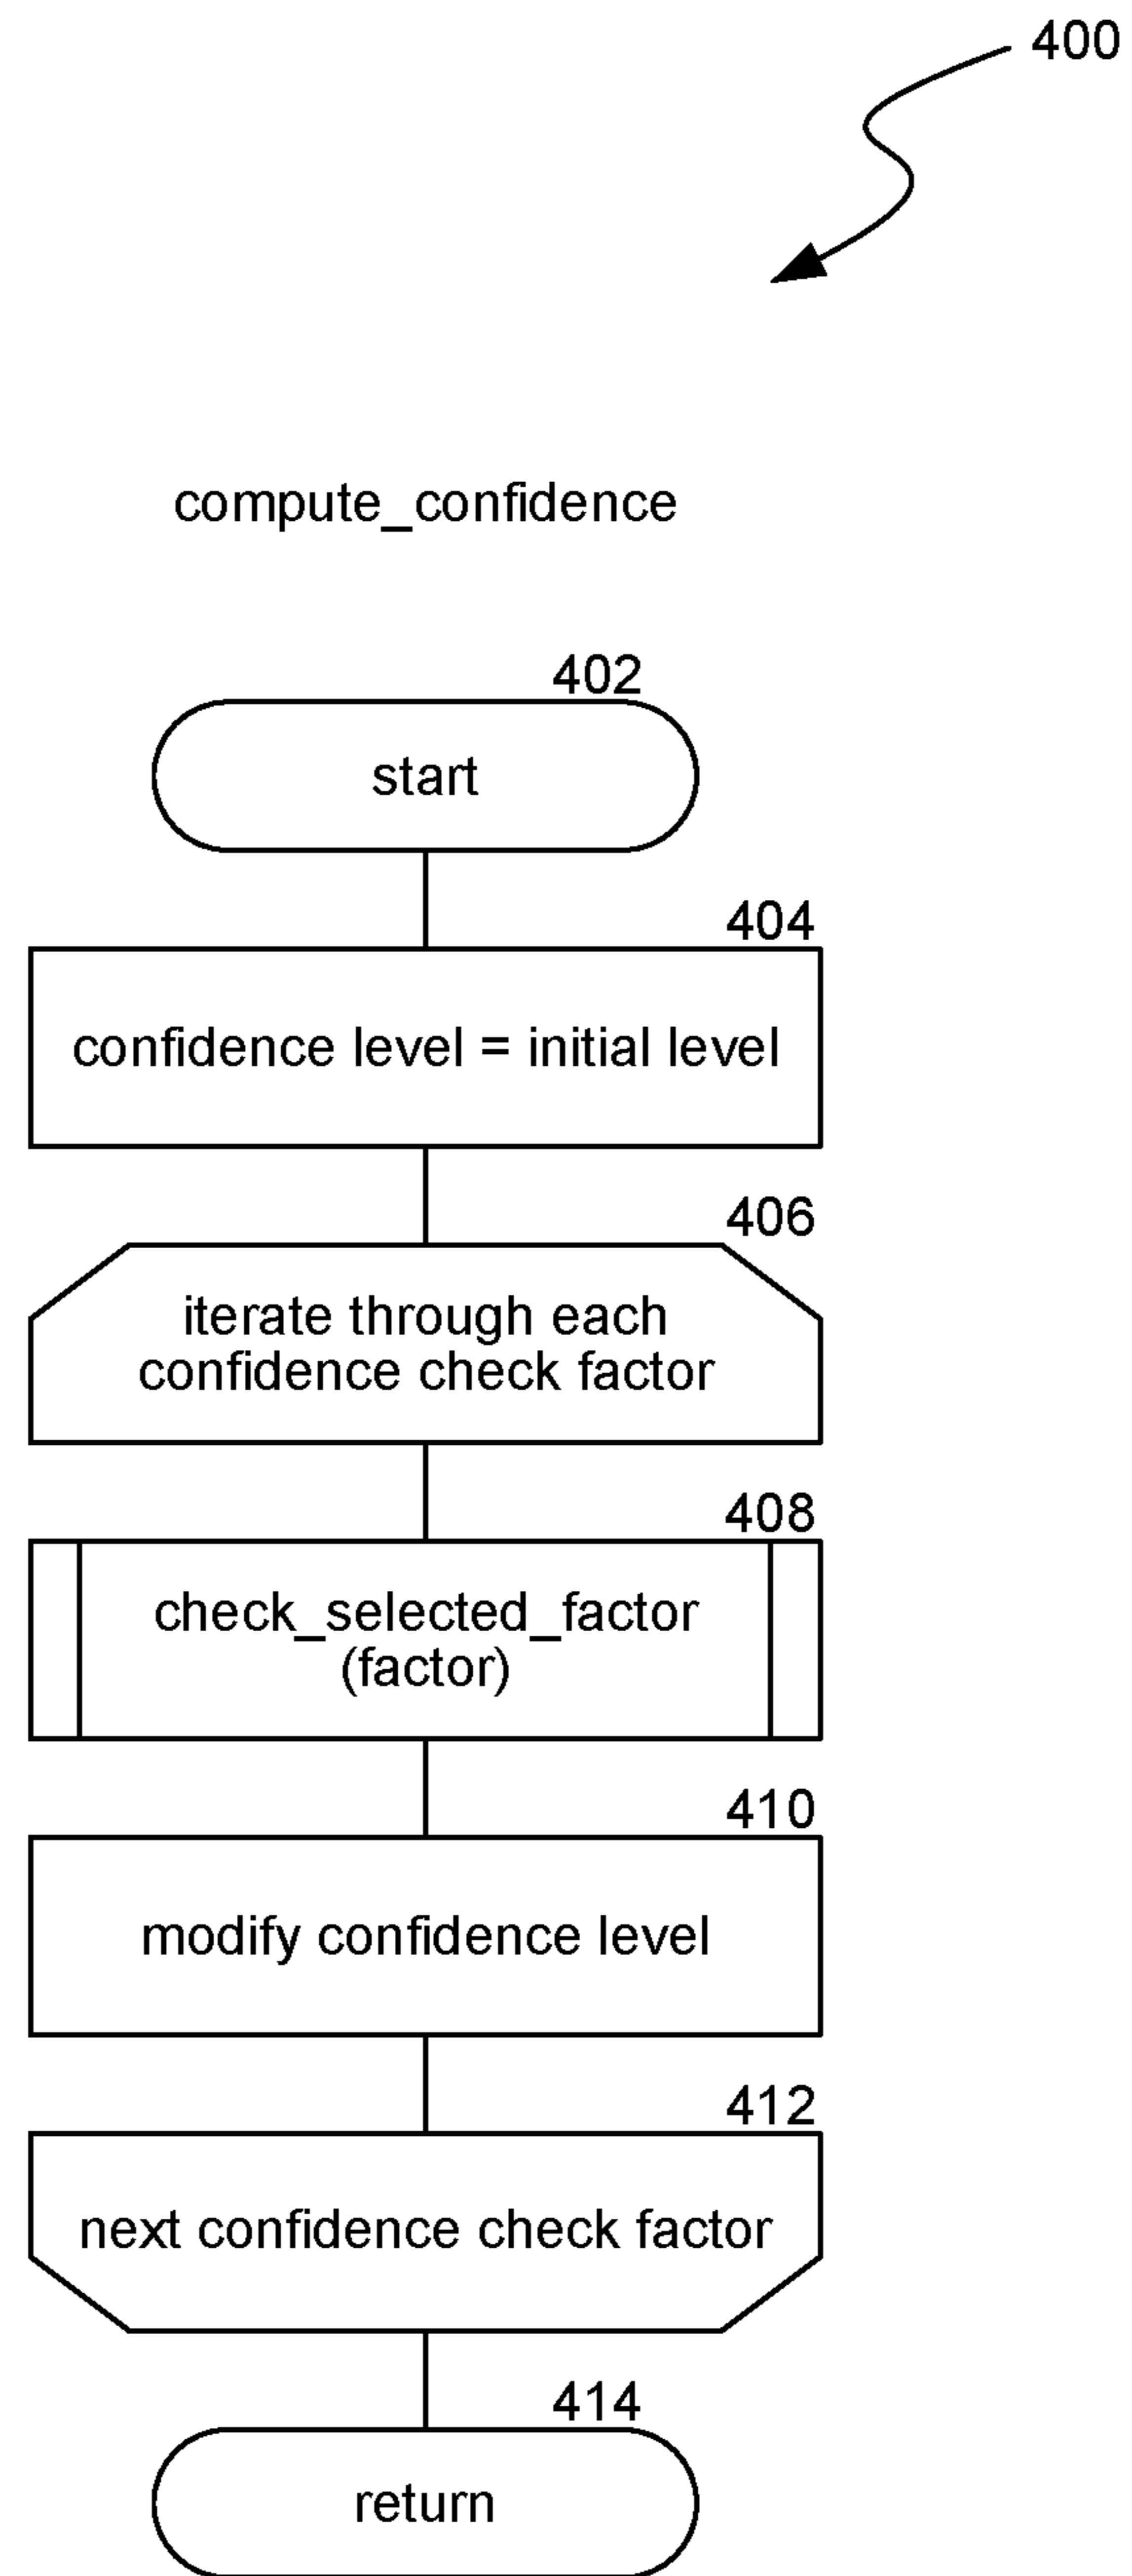 400
compute_confidence
402
start
404
confidence level = initial level
406
iterate through each
confidence check factor
408
check_selected_factor
(factor)
410
modify confidence level
412
next confidence check factor
414
return